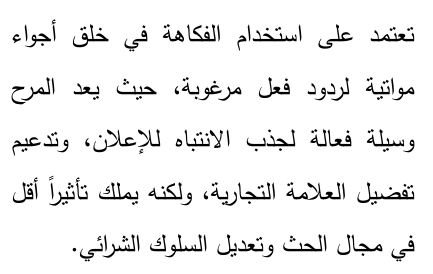 تعتمد على استخدام الفكاهة في خلق أجواء
مواتية لردود فعل مرغوبة، حيث يعد المرح
وسيلة فعالة لجذب الانتباه للإعلان، وتدعيم
تفضيل العلامة التجارية، ولكنه يملك تأثيراً أقل
في مجال الحث وتعديل السلوك الشرائي.